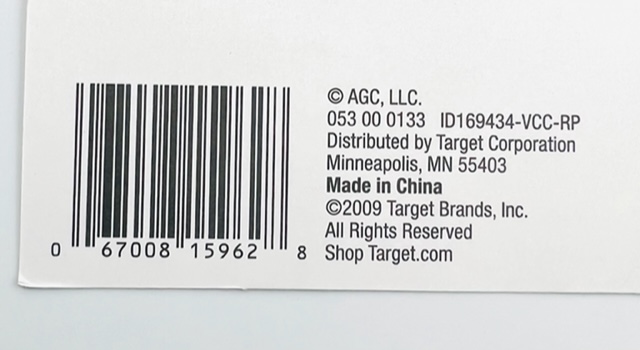 © AGC, LLC.
053 00 0133 ID169434-VCC-RP
Distributed by Target Corporation
Minneapolis, MN 55403
Made in China
©2009 Target Brands, Inc.
All Rights Reserved
Shop Target.com
0 67008 15962 8